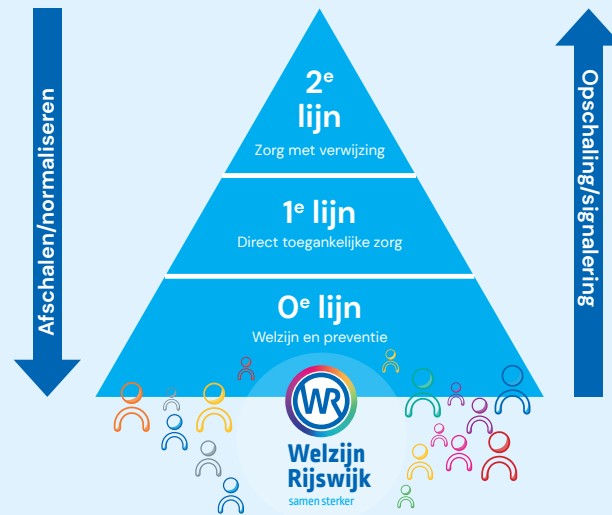 Afschalen/normaliseren
2e
lijn
Zorg met verwijzing
1e lijn
Direct toegankelijke zorg
0e lijn
Welzijn en preventie
Opschaling/signalering
WR
Welzijn
Rijswijk
samen sterker